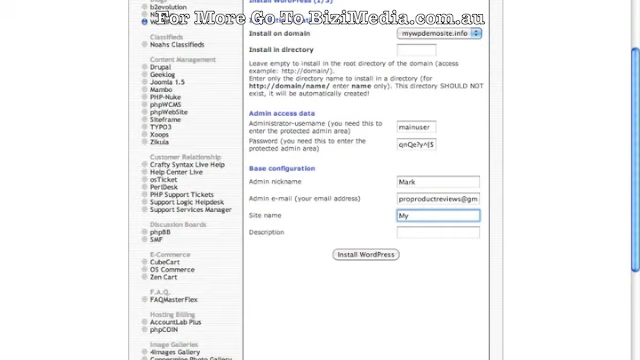 For More Go To BiziMedia.com.au
b2evolution
Classifieds
Noahs Classifieds
Content Management
Drupal
Geeklog
Joomla 1.5
Mambo
PHP-Nuke
phpWCMS
phpWebSite
Siteframe
TYPO3
Xoops
Zikula
Customer Relationship
Crafty Syntax Live Help
Help Center Live
osTicket
PerlDesk
PHP Support Tickets
Support Logic Helpdesk
Support Services Manager
Discussion Boards
phpBB
SMF
E-Commerce
CubeCart
OS Commerce
Zen Cart
F.A.Q.
FAQMasterFlex
Hosting Billing
AccountLab Plus
phpCOIN
Image Galleries
4images Gallery
Coppermine Photo Gallery
Install on domain
mywpdemosite.info
Install in directory
Leave empty to install in the root directory of the domain (access
example: http://domain/).
Enter only the directory name to install in a directory (for
http://domain/name/ enter name only). This directory SHOULD NOT
exist, it will be automatically created!
Admin access data
Administrator-username (you need this to
enter the protected admin area)
mainuser
Password (you need this to enter the
protected admin area)
qnQe?y^J5
Base configuration
Admin nickname
Mark
Admin e-mail (your email address)
proproductreviews@gm
Site name
My
Description
Install WordPress